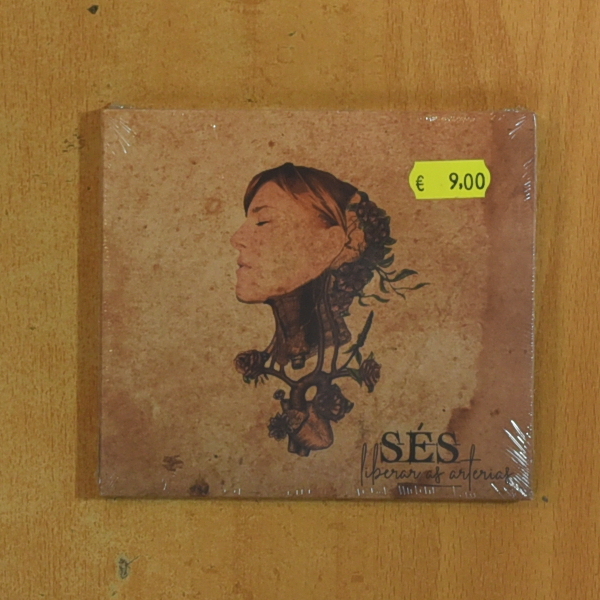 € 9,00
SÉS
liberar as arterias